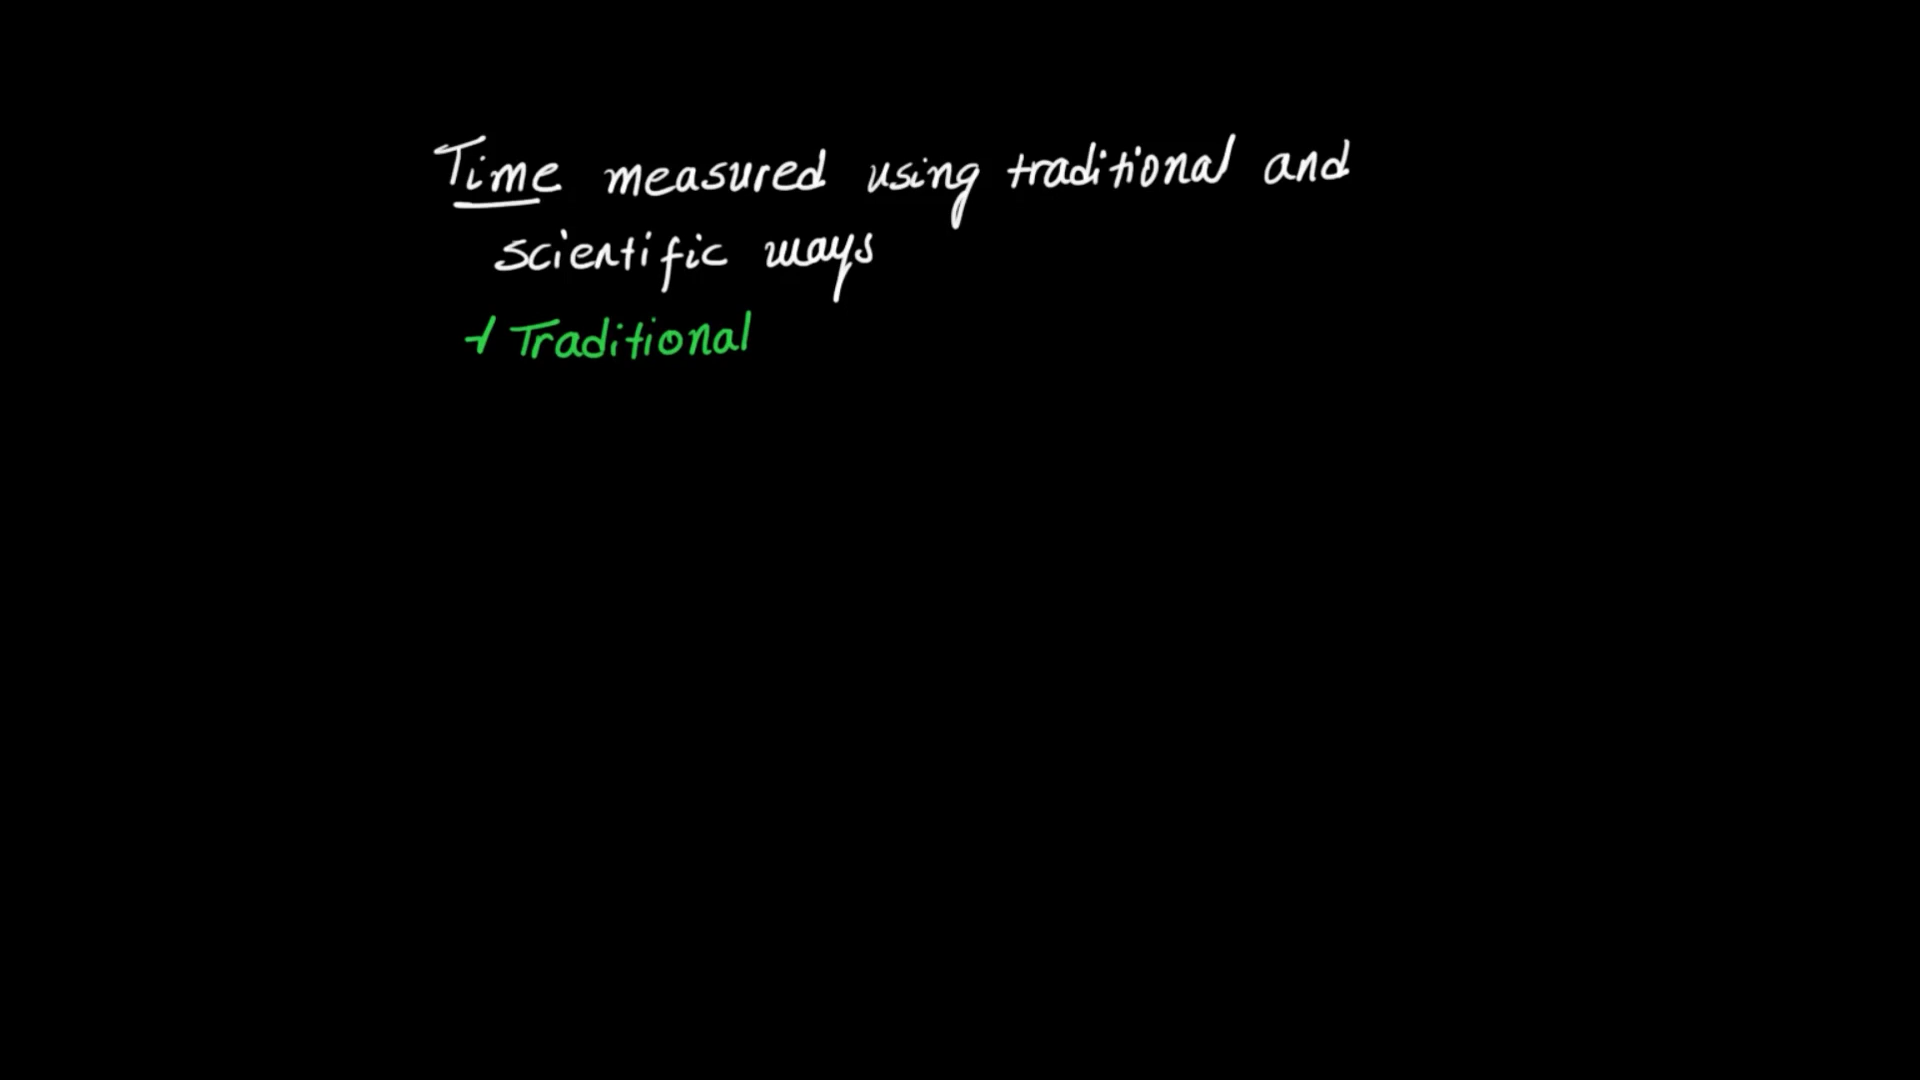 Time measured using traditional and
scientific ways
+ Traditional